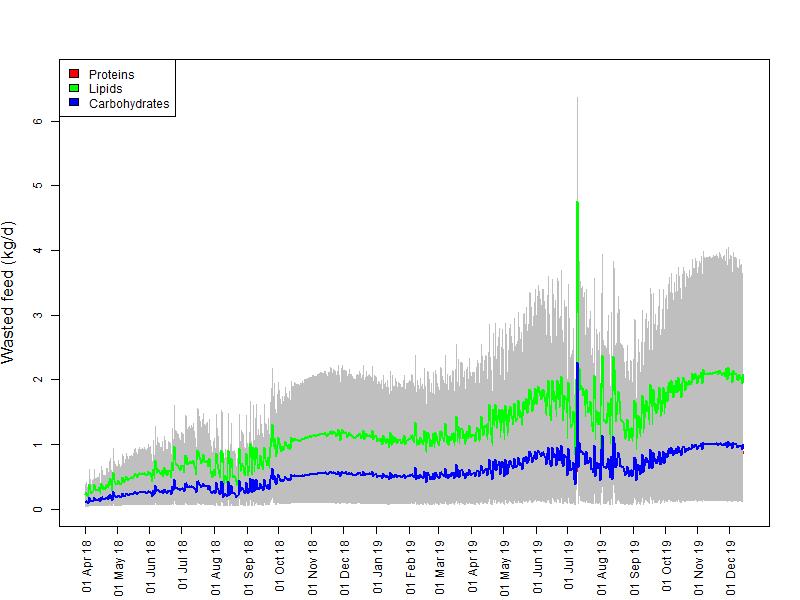 Proteins
Lipids
Carbohydrates
Wasted feed (kg/d)
6
5
4
3
2
1
0
01 Apr 18
01 May 18
01 Jun 18
01 Jul 18
01 Aug 18
01 Sep 18
01 Oct 18
01 Nov 18
01 Dec 18
01 Jan 19
01 Feb 19
01 Mar 19
01 Apr 19
01 May 19
01 Jun 19
01 Jul 19
01 Aug 19
01 Sep 19
01 Oct 19
01 Nov 19
01 Dec 19